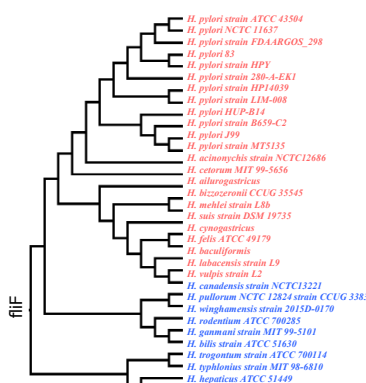 H. pylori strain ATCC 43504
H. pylori NCTC 11637
H. pylori strain FDAARGOS_298
H. pylori 83
H. pylori strain HPY
H. pylori strain 280-A-EK1
H. pylori strain HP14039
H. pylori strain LIM-008
H. pylori HUP-B14
H. pylori strain B659-C2
H. pylori J99
H. pylori strain MT5135
H. acinonychis strain NCTC12686
H. cetorum MIT 99-5656
H. ailurogastricus
H. bizzozeronii CCUG 35545
H. mehlei strain L8b
H. suis strain DSM 19735
H. cynogastricus
H. felis ATCC 49179
H. baculiformis
H. labacensis strain L9
H. vulpis strain L2
H. canadensis strain NCTC13221
H. pullorum NCTC 12824 strain CCUG 3383
H. winghamensis strain 2015D-0170
H. rodentium ATCC 700285
H. ganmani strain MIT 99-5101
H. bilis ATCC 51630
H. trogontum strain ATCC 700114
H. typhlonius strain MIT 98-6810
H. hepaticus ATCC 51449
fliF